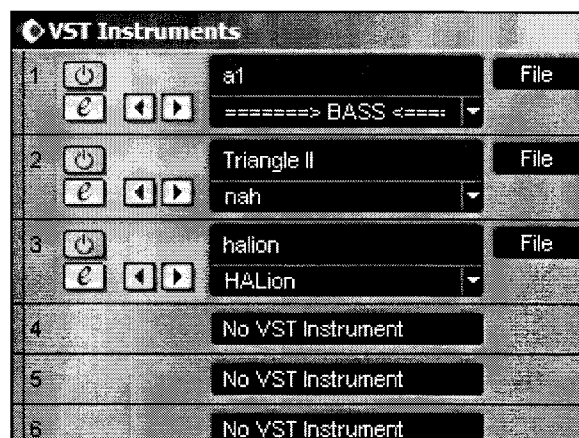 VST Instruments
1 a1 File
e =======> BASS <===:
2 Triangle II File
e nah
3 halion File
e HALion
4 No VST Instrument
5 No VST Instrument
6 No VST Instrument